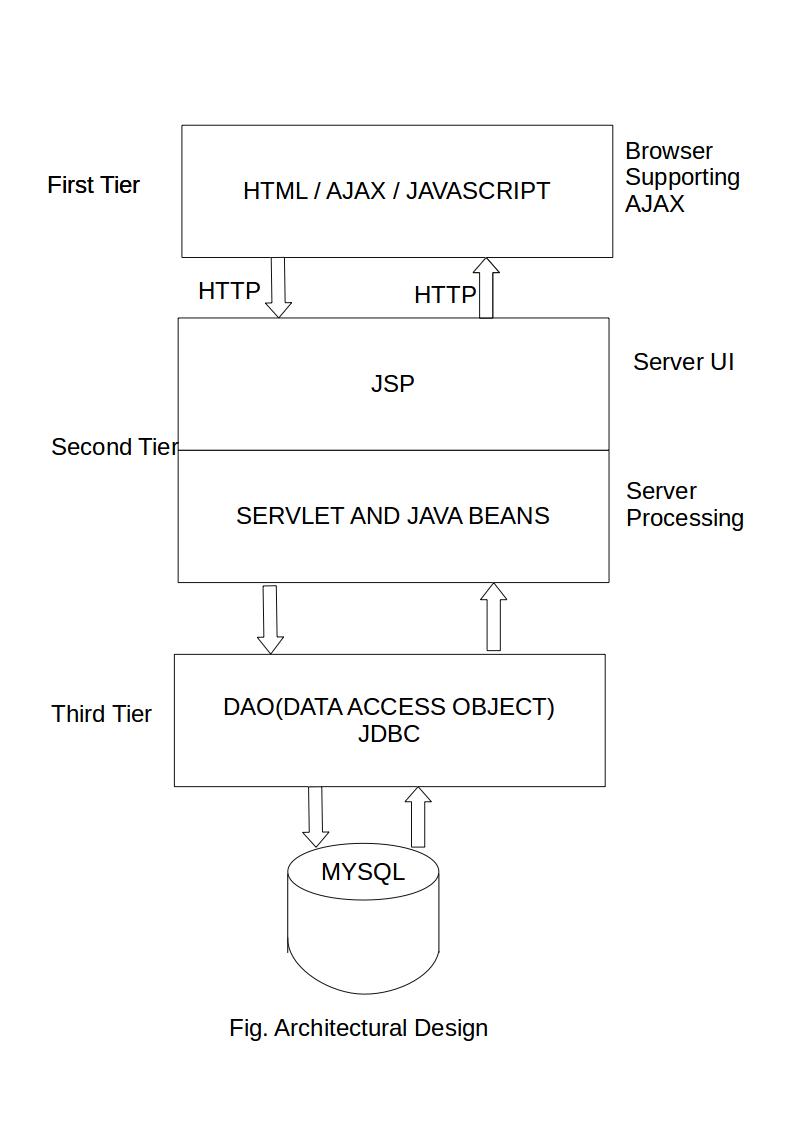 First Tier
HTML / AJAX / JAVASCRIPT
Browser
Supporting
AJAX
HTTP
HTTP
JSP
Server UI
Second Tier
SERVLET AND JAVA BEANS
Server
Processing
Third Tier
DAO(DATA ACCESS OBJECT)
JDBC
MYSQL
Fig. Architectural Design